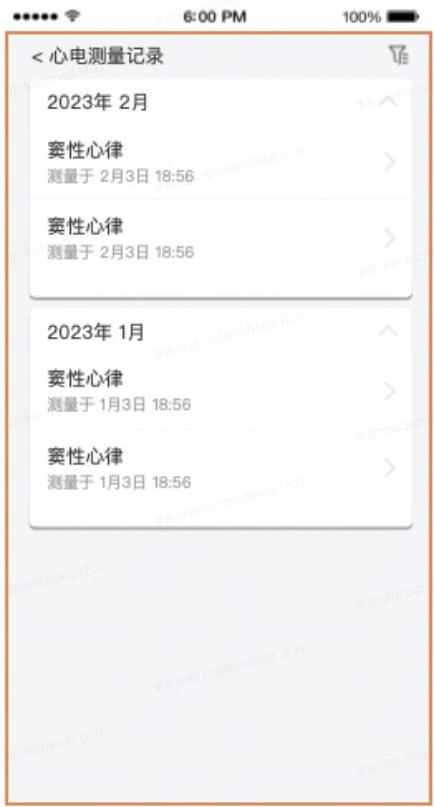 6:00 PM
100%
< 心电测量记录
2023年 2月
窦性心律
测量于 2月3日 18:56
窦性心律
测量于 2月3日 18:56
2023年 1月
窦性心律
测量于 1月3日 18:56
窦性心律
测量于 1月3日 18:56